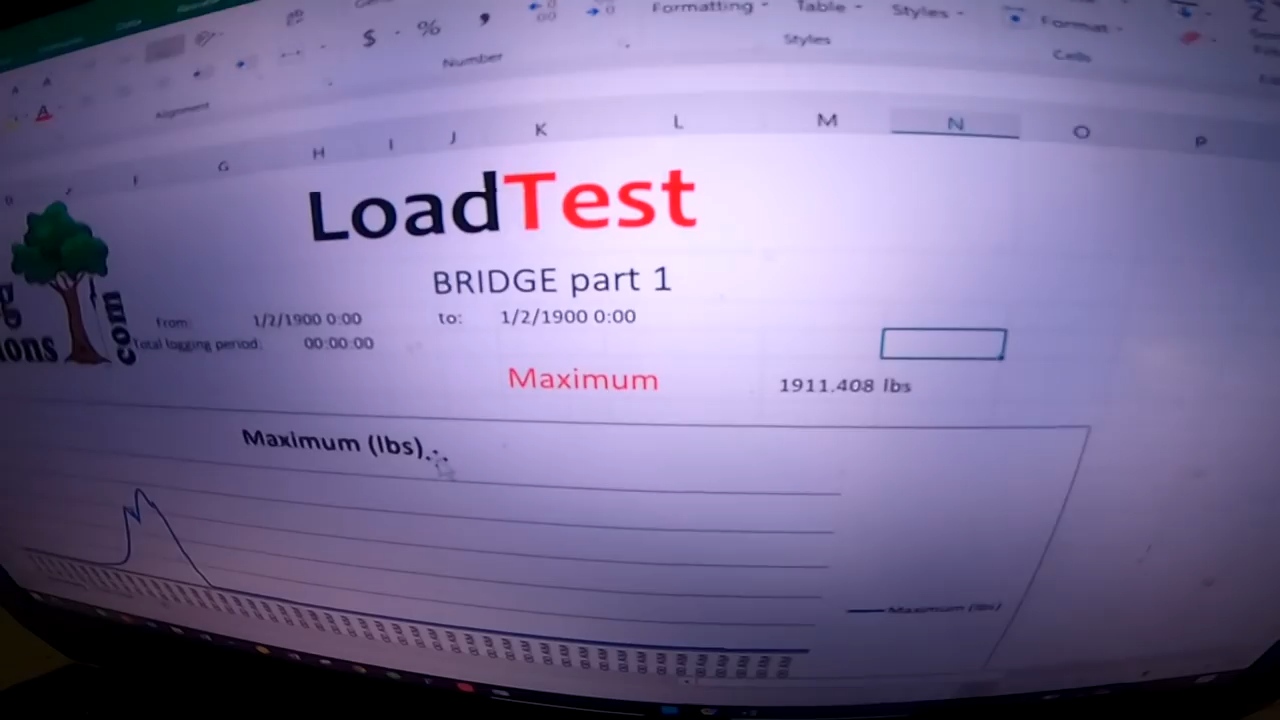 $ % ,
Formatting Table Styles Format
Alignment Number Styles Cells
G H I J K L M N O P
LoadTest
BRIDGE part 1
From: 1/2/1900 0:00 to: 1/2/1900 0:00
Total logging period: 00:00:00
com
Maximum 1911.408 lbs
Maximum (lbs)
Maximum (lbs)